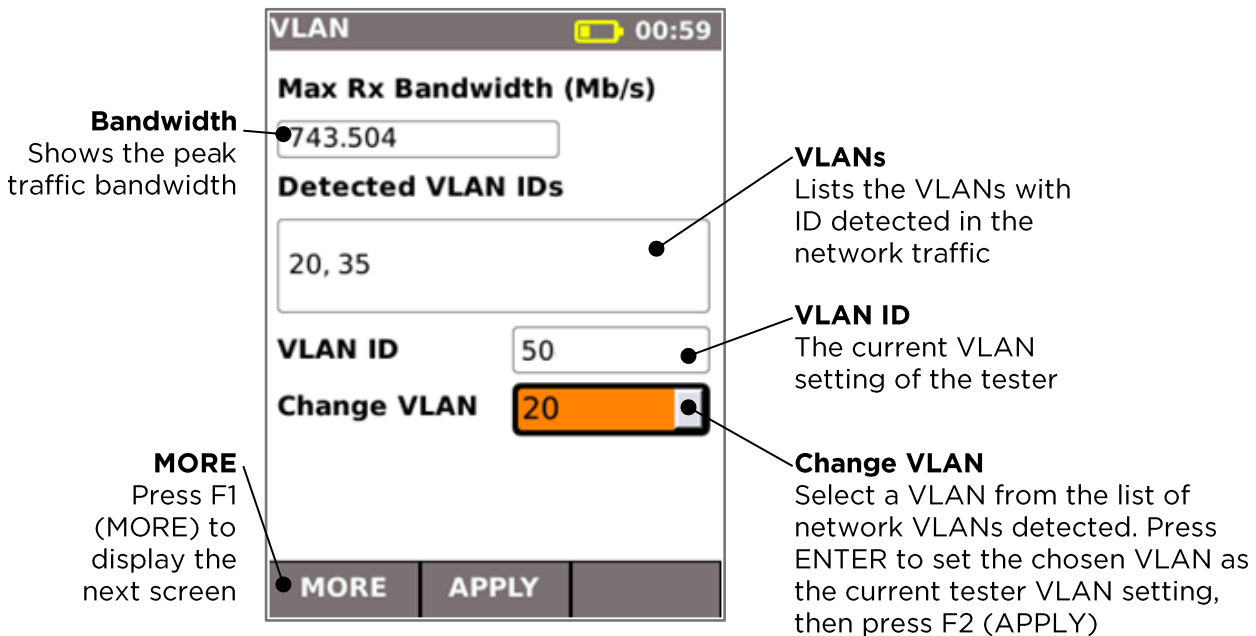 VLAN 00:59
Max Rx Bandwidth (Mb/s)
743.504
Detected VLAN IDs
20, 35
VLAN ID 50
Change VLAN 20
MORE APPLY
Bandwidth
Shows the peak
traffic bandwidth
MORE
Press F1
(MORE) to
display the
next screen
VLANs
Lists the VLANs with
ID detected in the
network traffic
VLAN ID
The current VLAN
setting of the tester
Change VLAN
Select a VLAN from the list of
network VLANs detected. Press
ENTER to set the chosen VLAN as
the current tester VLAN setting,
then press F2 (APPLY)